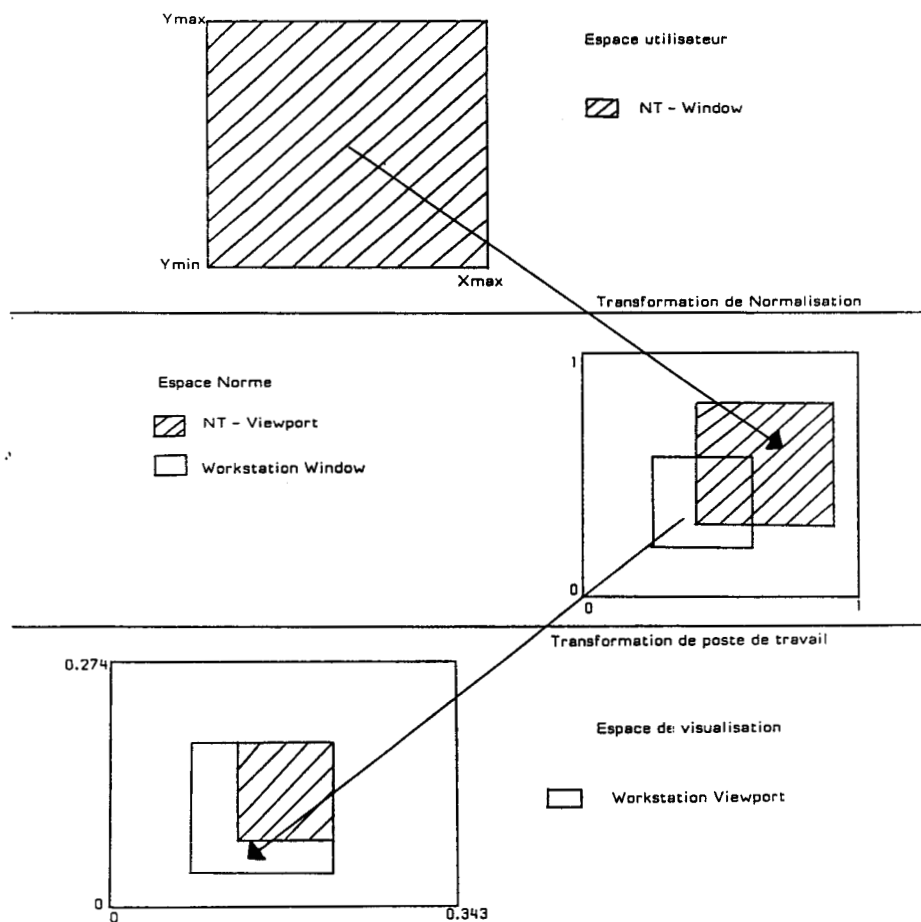 Ymax
Espace utilisateur
NT - Window
Ymin
Xmax
Transformation de Normalisation
1
Espace Norme
NT - Viewport
Workstation Window
0
0
1
Transformation de poste de travail
0.274
Espace de visualisation
Workstation Viewport
0
0
0.343